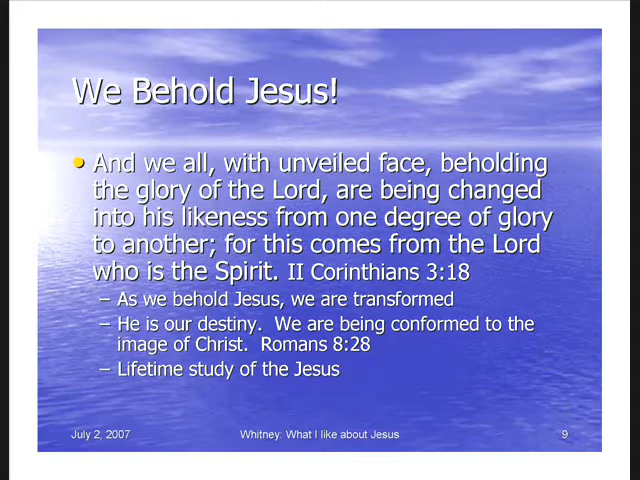 We Behold Jesus!
• And we all, with unveiled face, beholding
the glory of the Lord, are being changed
into his likeness from one degree of glory
to another; for this comes from the Lord
who is the Spirit. II Corinthians 3:18
– As we behold Jesus, we are transformed
– He is our destiny.  We are being conformed to the
image of Christ.  Romans 8:28
– Lifetime study of the Jesus
July 2, 2007 Whitney: What I like about Jesus 9